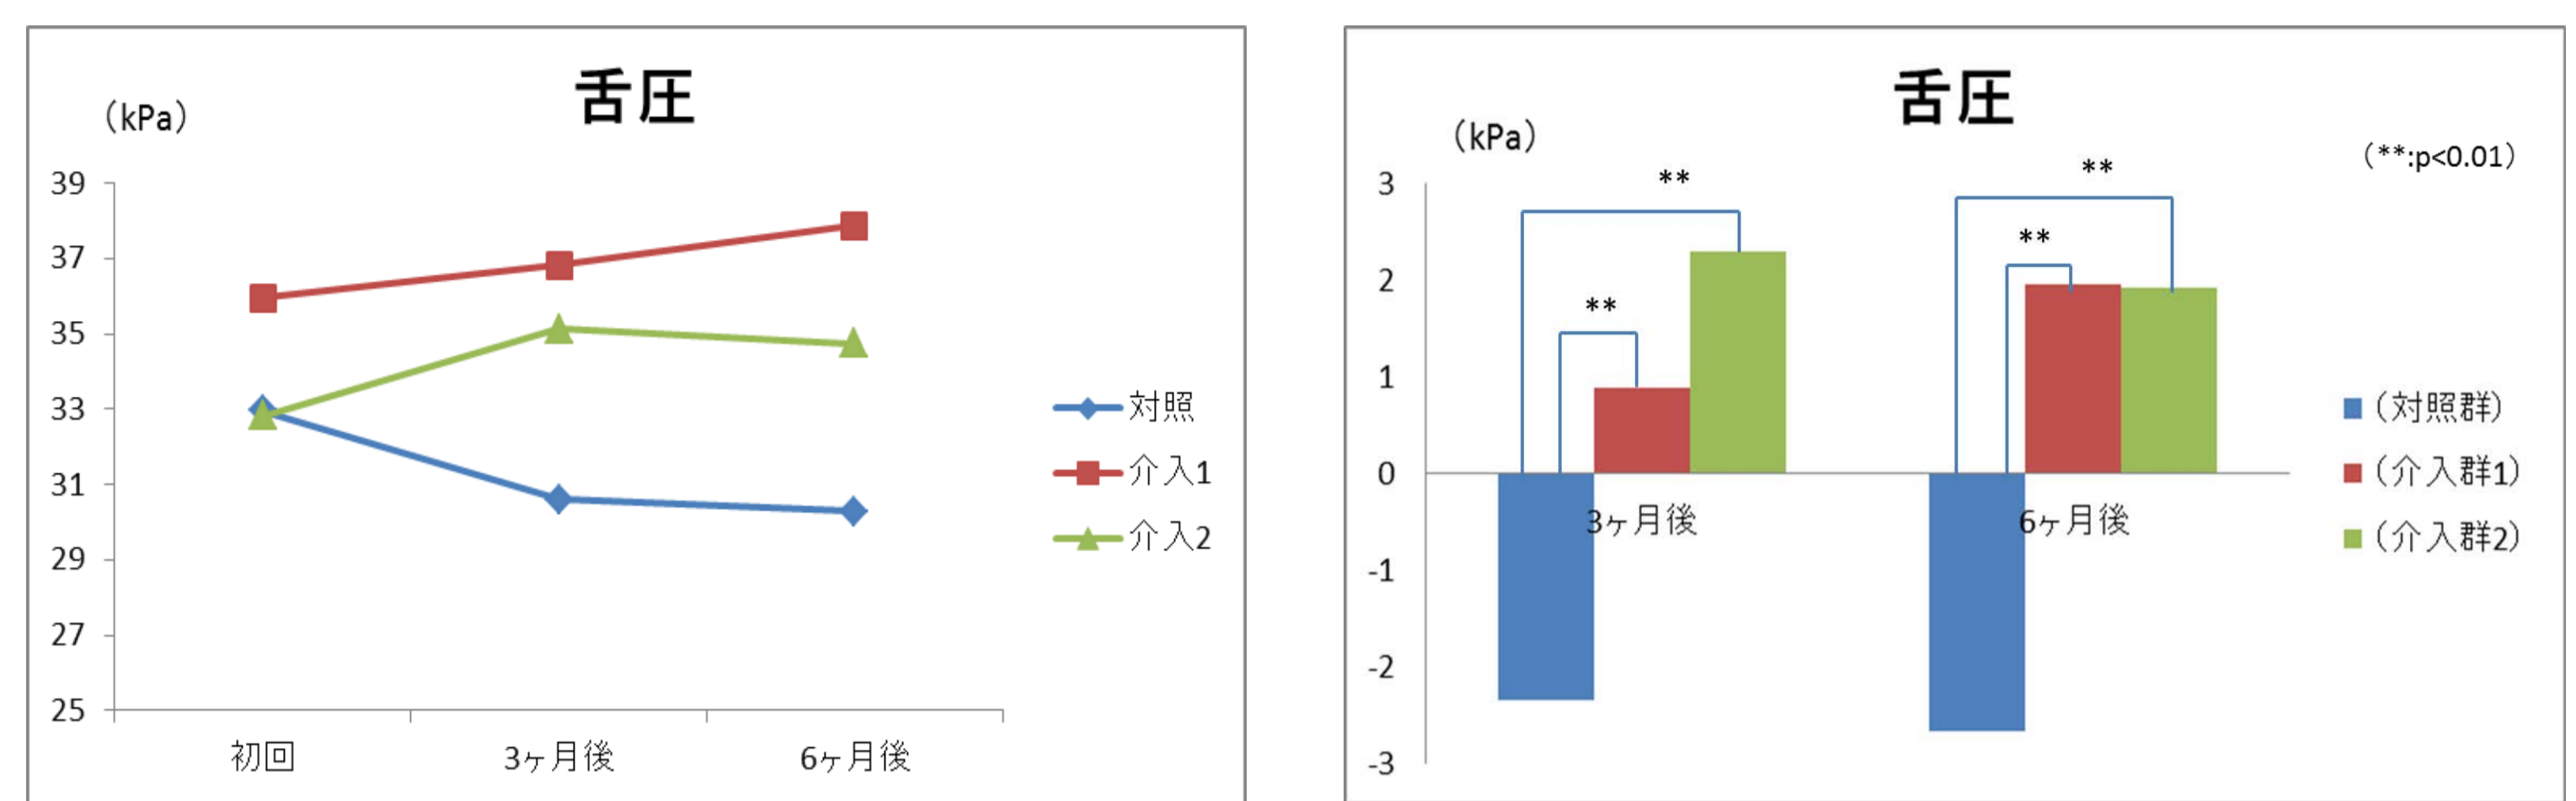 舌圧
（kPa）
39
37
35
33
31
29
27
25
初回 3ヶ月後 6ヶ月後
対照
介入1
介入2
舌圧
（kPa）
（**:p<0.01）
3
2
1
0
-1
-2
-3
**
**
**
**
3ヶ月後 6ヶ月後
（対照群）
（介入群1）
（介入群2）